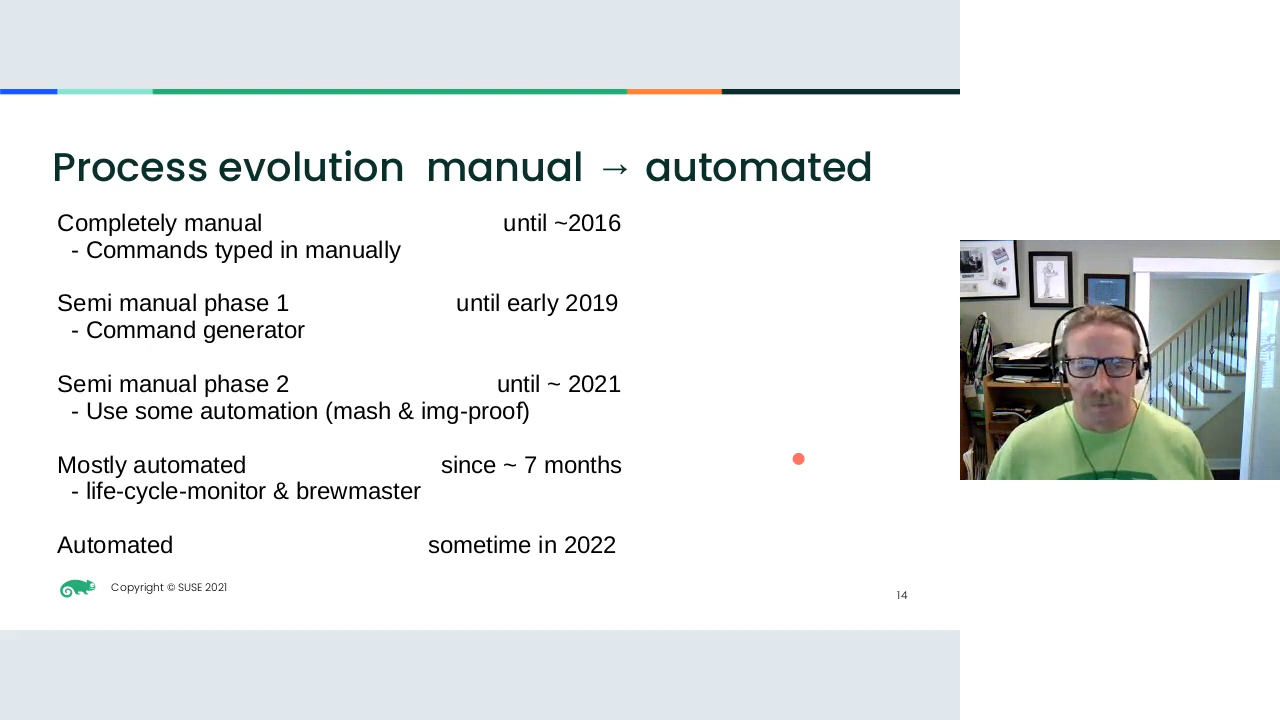 Process evolution manual → automated
Completely manual until ~2016
- Commands typed in manually
Semi manual phase 1 until early 2019
- Command generator
Semi manual phase 2 until ~ 2021
- Use some automation (mash & img-proof)
Mostly automated since ~ 7 months
- life-cycle-monitor & brewmaster
Automated sometime in 2022
Copyright © SUSE 2021
14